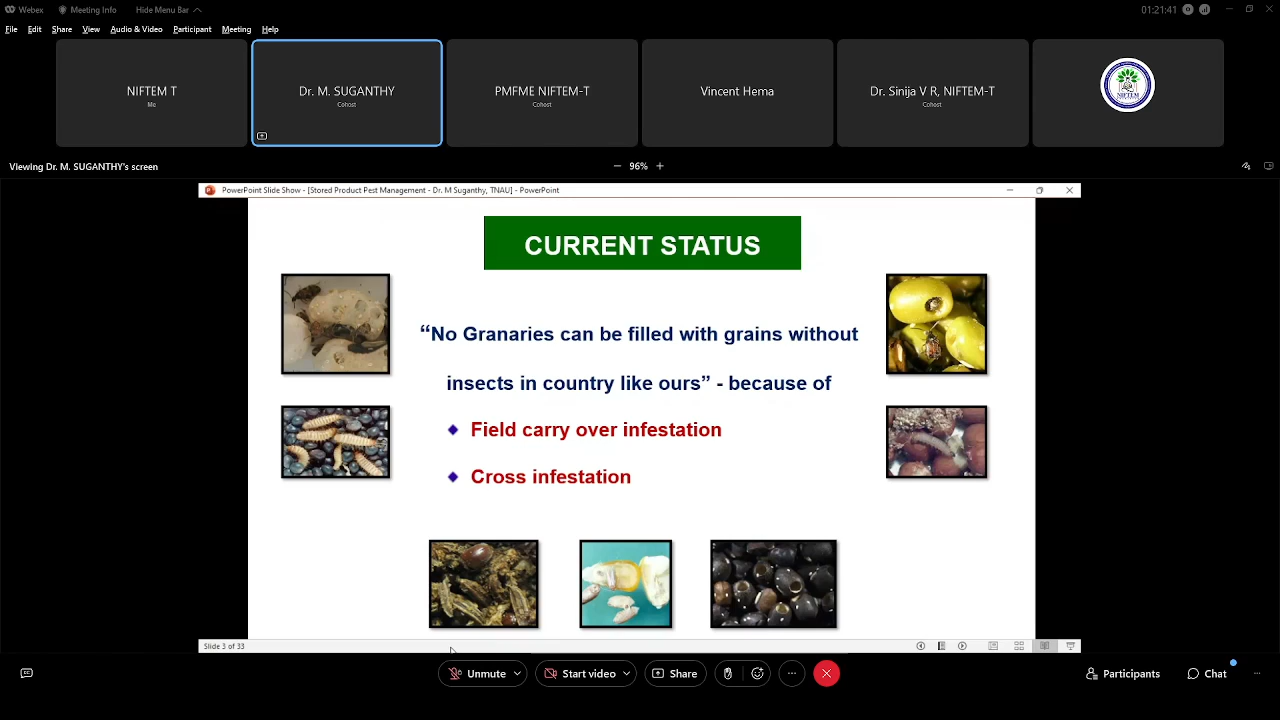 Webex
Meeting Info
Hide Menu Bar
01:21:41
File
Edit
Share
View
Audio & Video
Participant
Meeting
Help
NIFTEM T
Me
Dr. M. SUGANTHY
Cohost
PMFME NIFTEM-T
Cohost
Vincent Hema
Dr. Sinija V R, NIFTEM-T
Cohost
NIFTEM
Viewing Dr. M. SUGANTHY's screen
96%
PowerPoint Slide Show - [Stored Product Pest Management - Dr. M Suganthy, TNAU] - PowerPoint
CURRENT STATUS
“No Granaries can be filled with grains without
insects in country like ours” - because of
Field carry over infestation
Cross infestation
Slide 3 of 33
Unmute
Start video
Share
Participants
Chat